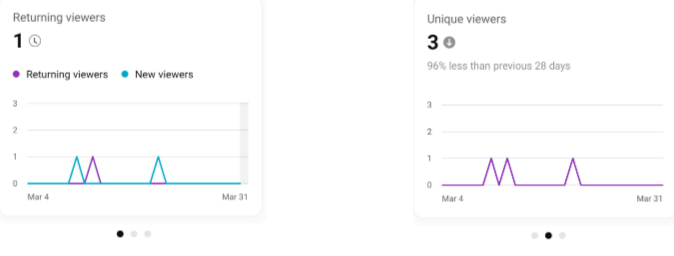 Returning viewers
1
Returning viewers New viewers
3
2
1
0
Mar 4 Mar 31
Unique viewers
3
96% less than previous 28 days
3
2
1
0
Mar 4 Mar 31